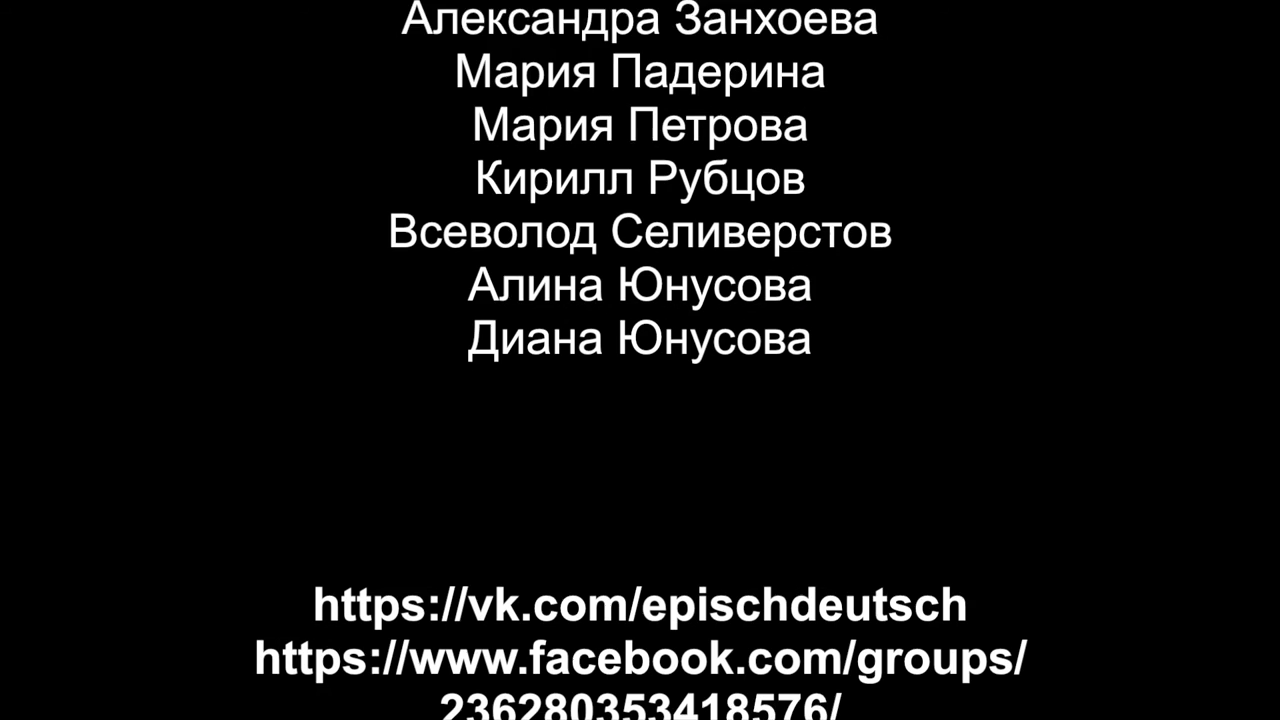 Александра Занхоева
Мария Падерина
Мария Петрова
Кирилл Рубцов
Всеволод Селиверстов
Алина Юнусова
Диана Юнусова
https://vk.com/epischdeutsch
https://www.facebook.com/groups/
236280353418576/